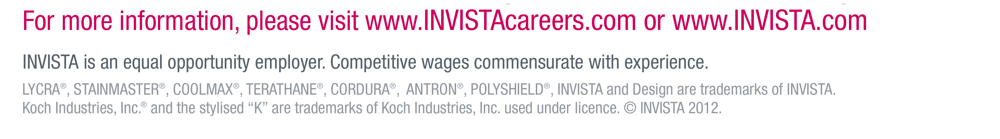 For more information, please visit www.INVISTAcareers.com or www.INVISTA.com
INVISTA is an equal opportunity employer. Competitive wages commensurate with experience.
LYCRA®, STAINMASTER®, COOLMAX®, TERATHANE®, CORDURA®, ANTRON®, POLYSHIELD®, INVISTA and Design are trademarks of INVISTA.
Koch Industries, Inc.® and the stylised “K” are trademarks of Koch Industries, Inc. used under licence. © INVISTA 2012.